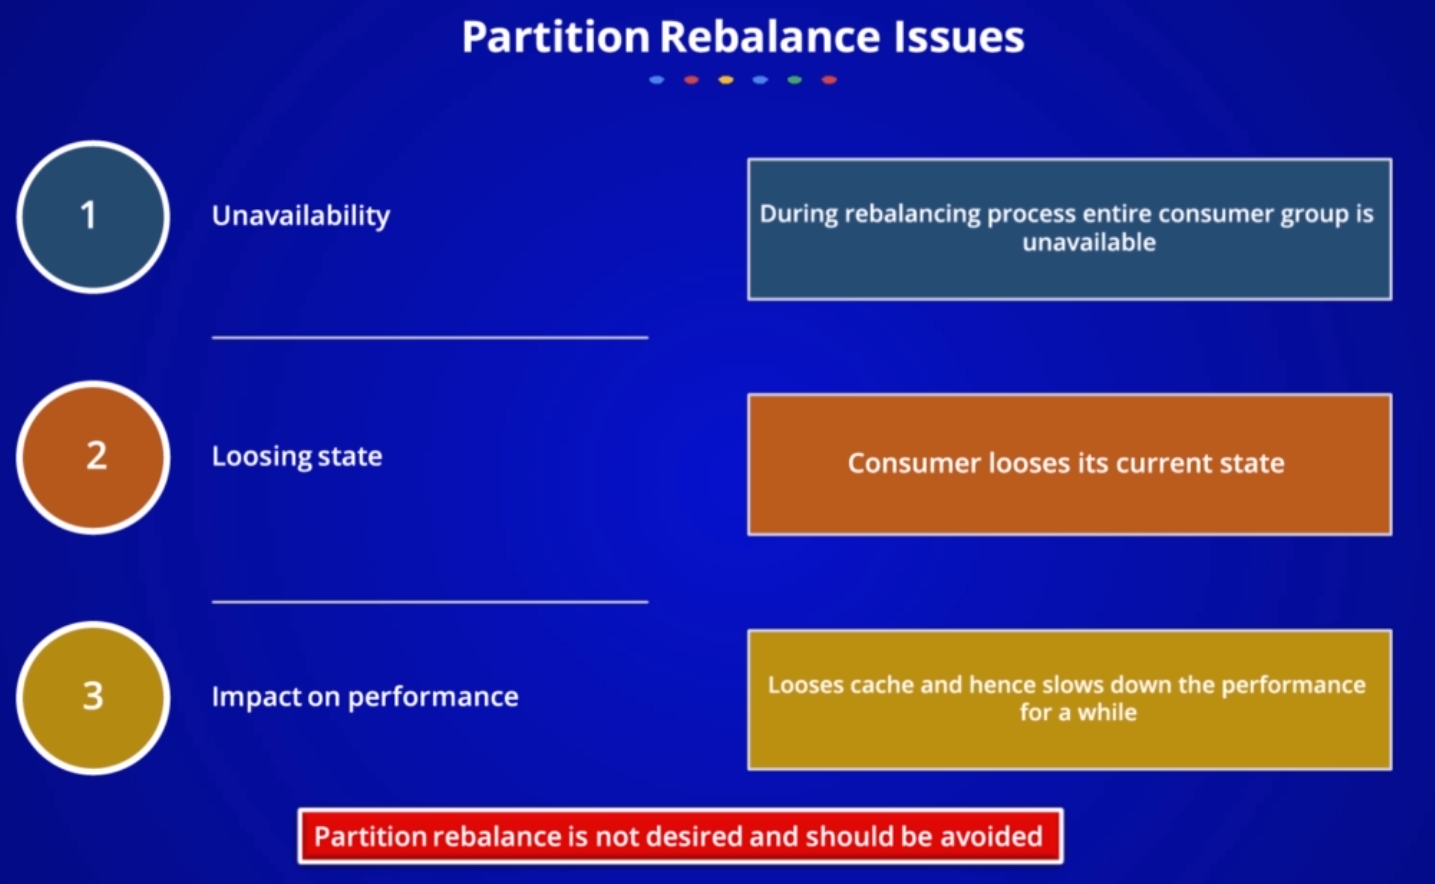 Partition Rebalance Issues
1
Unavailability
During rebalancing process entire consumer group is
unavailable
2
Loosing state
Consumer looses its current state
3
Impact on performance
Looses cache and hence slows down the performance
for a while
Partition rebalance is not desired and should be avoided